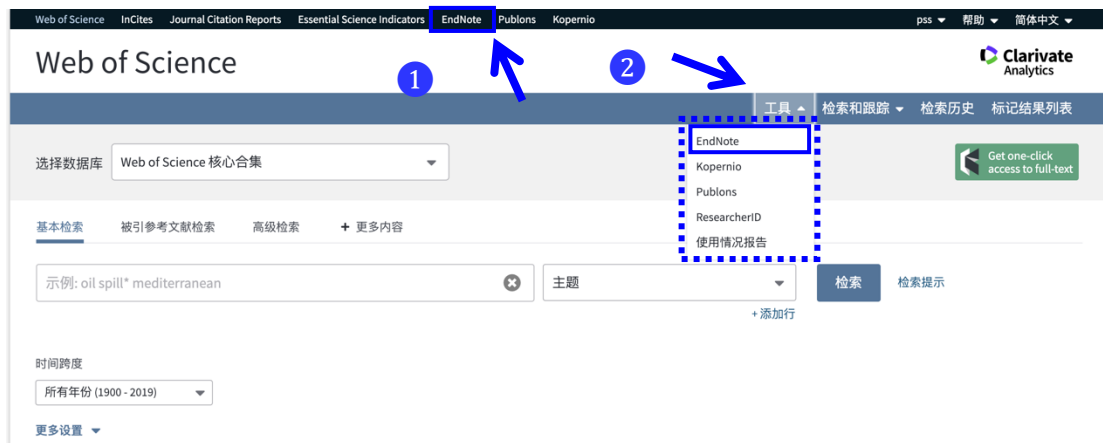 Web of Science InCites Journal Citation Reports Essential Science Indicators EndNote Publons Kopernio pss 帮助 简体中文
Web of Science
1
2
Clarivate
Analytics
工具 检索和跟踪 检索历史 标记结果列表
选择数据库 Web of Science 核心合集
EndNote
Kopernio
Publons
ResearcherID
使用情况报告
Get one-click
access to full-text
基本检索 被引参考文献检索 高级检索 + 更多内容
示例: oil spill* mediterranean 主题 检索 检索提示
+ 添加行
时间跨度
所有年份 (1900 - 2019)
更多设置